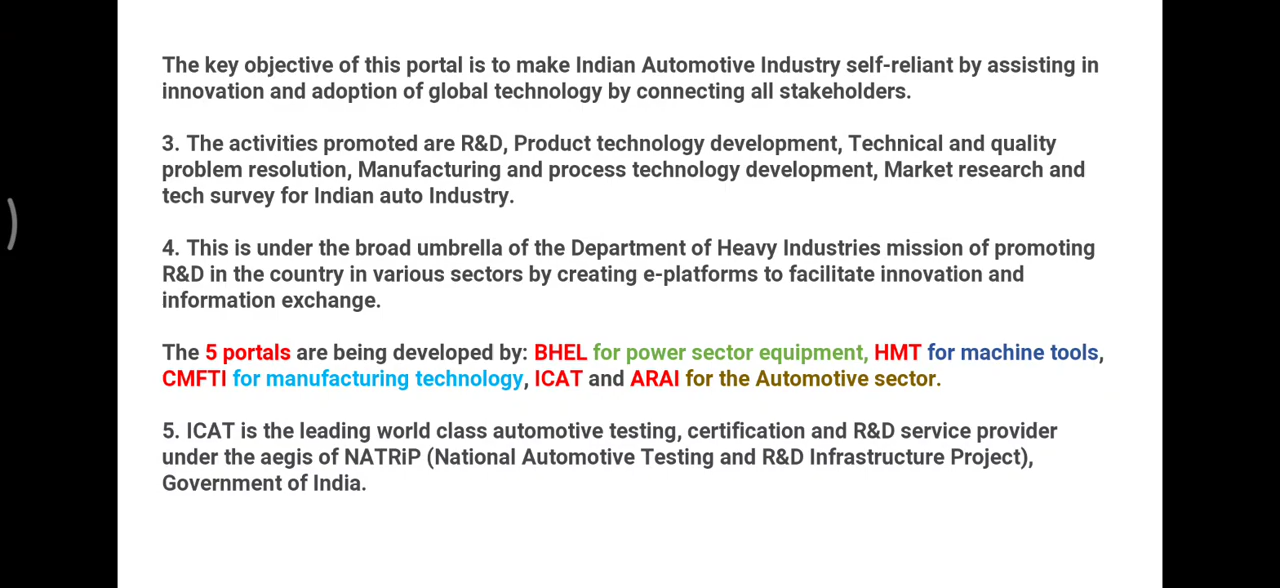 The key objective of this portal is to make Indian Automotive Industry self-reliant by assisting in
innovation and adoption of global technology by connecting all stakeholders.
3. The activities promoted are R&D, Product technology development, Technical and quality
problem resolution, Manufacturing and process technology development, Market research and
tech survey for Indian auto Industry.
4. This is under the broad umbrella of the Department of Heavy Industries mission of promoting
R&D in the country in various sectors by creating e-platforms to facilitate innovation and
information exchange.
The 5 portals are being developed by: BHEL for power sector equipment, HMT for machine tools,
CMFTI for manufacturing technology, ICAT and ARAI for the Automotive sector.
5. ICAT is the leading world class automotive testing, certification and R&D service provider
under the aegis of NATRiP (National Automotive Testing and R&D Infrastructure Project),
Government of India.